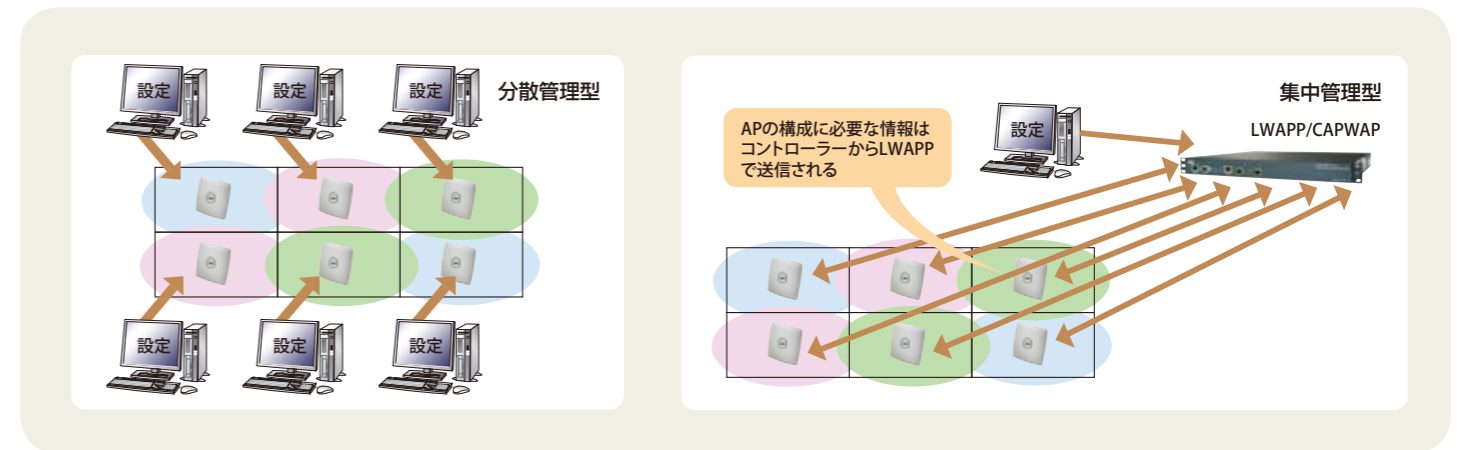 設定
設定
設定
分散管理型
設定
設定
設定
集中管理型
LWAPP/CAPWAP
設定
APの構成に必要な情報は
コントローラーからLWAPP
で送信される